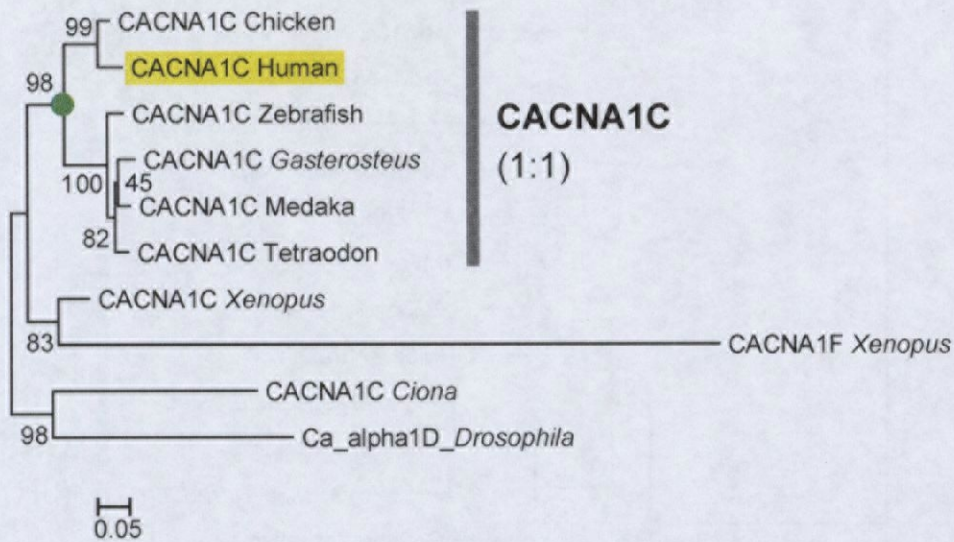 99
CACNA1C Chicken
CACNA1C Human
98
CACNA1C Zebrafish
CACNA1C Gasterosteus
100
45
CACNA1C Medaka
82
CACNA1C Tetraodon
CACNA1C
(1:1)
CACNA1C Xenopus
83
CACNA1F Xenopus
CACNA1C Ciona
98
Ca_alpha1D_Drosophila
0.05